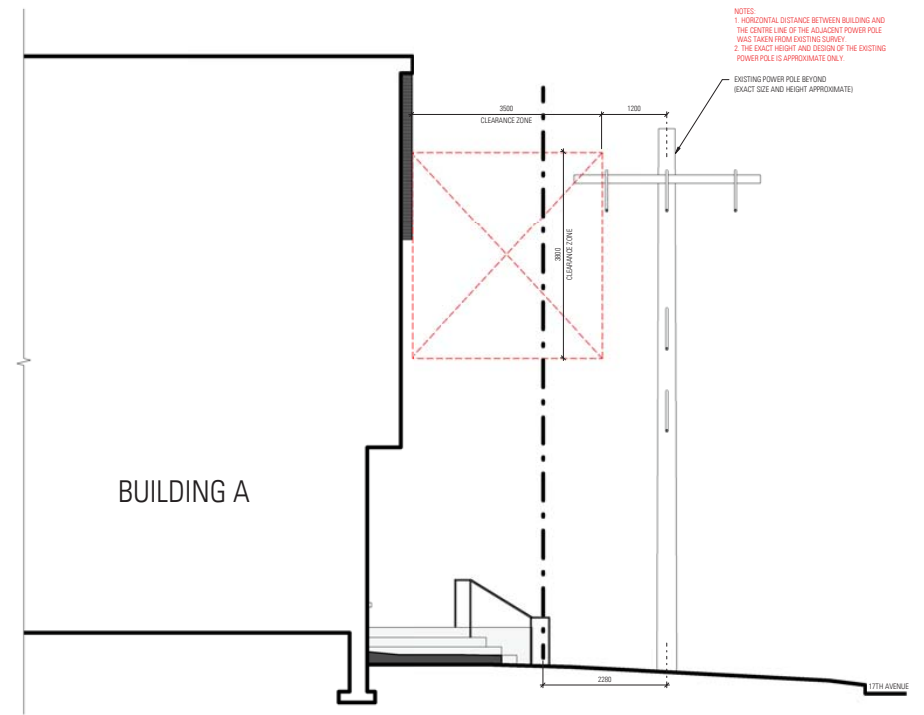 NOTES:
1. HORIZONTAL DISTANCE BETWEEN BUILDING AND
THE CENTRE LINE OF THE ADJACENT POWER POLE
WAS TAKEN FROM EXISTING SURVEY.
2. THE EXACT HEIGHT AND DESIGN OF THE EXISTING
POWER POLE IS APPROXIMATE ONLY.
EXISTING POWER POLE BEYOND
(EXACT SIZE AND HEIGHT APPROXIMATE)
3500
CLEARANCE ZONE
1200
3800
CLEARANCE ZONE
BUILDING A
2280
17TH AVENUE